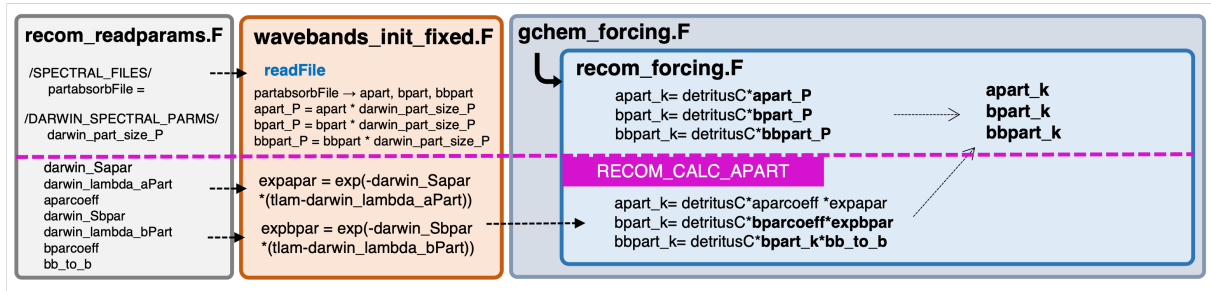 recom_readparams.F
/SPECTRAL_FILES/
partabsorbFile =
/DARWIN_SPECTRAL_PARMS/
darwin_part_size_P
darwin_Sapar
darwin_lambda_aPart
aparcoeff
darwin_Sbpar
darwin_lambda_bPart
bparcoeff
bb_to_b
wavebands_init_fixed.F
readFile
partabsorbFile → apart, bpart, bbpart
apart_P = apart * darwin_part_size_P
bpart_P = bpart * darwin_part_size_P
bbpart_P = bbpart * darwin_part_size_P
expapar = exp(-darwin_Sapar
*(tlam-darwin_lambda_aPart))
expbpar = exp(-darwin_Sbpar
*(tlam-darwin_lambda_bPart))
gchem_forcing.F
recom_forcing.F
apart_k= detritusC*apart_P
bpart_k= detritusC*bpart_P
bbpart_k= detritusC*bbpart_P
apart_k
bpart_k
bbpart_k
RECOM_CALC_APART
apart_k= detritusC*aparcoeff *expapar
bpart_k= detritusC*bparcoeff*expbpar
bbpart_k= detritusC*bpart_k*bb_to_b